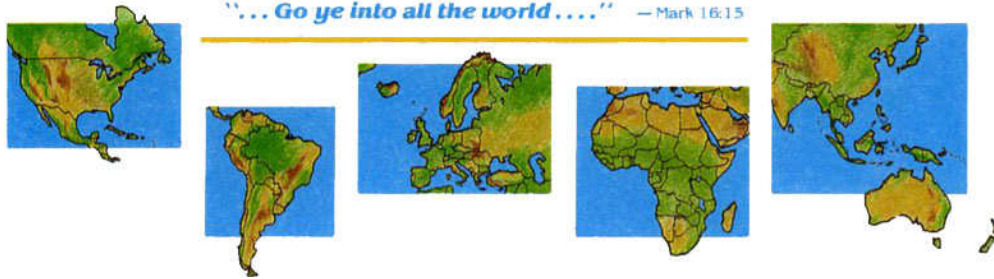 "... Go ye into all the world ...." — Mark 16:15